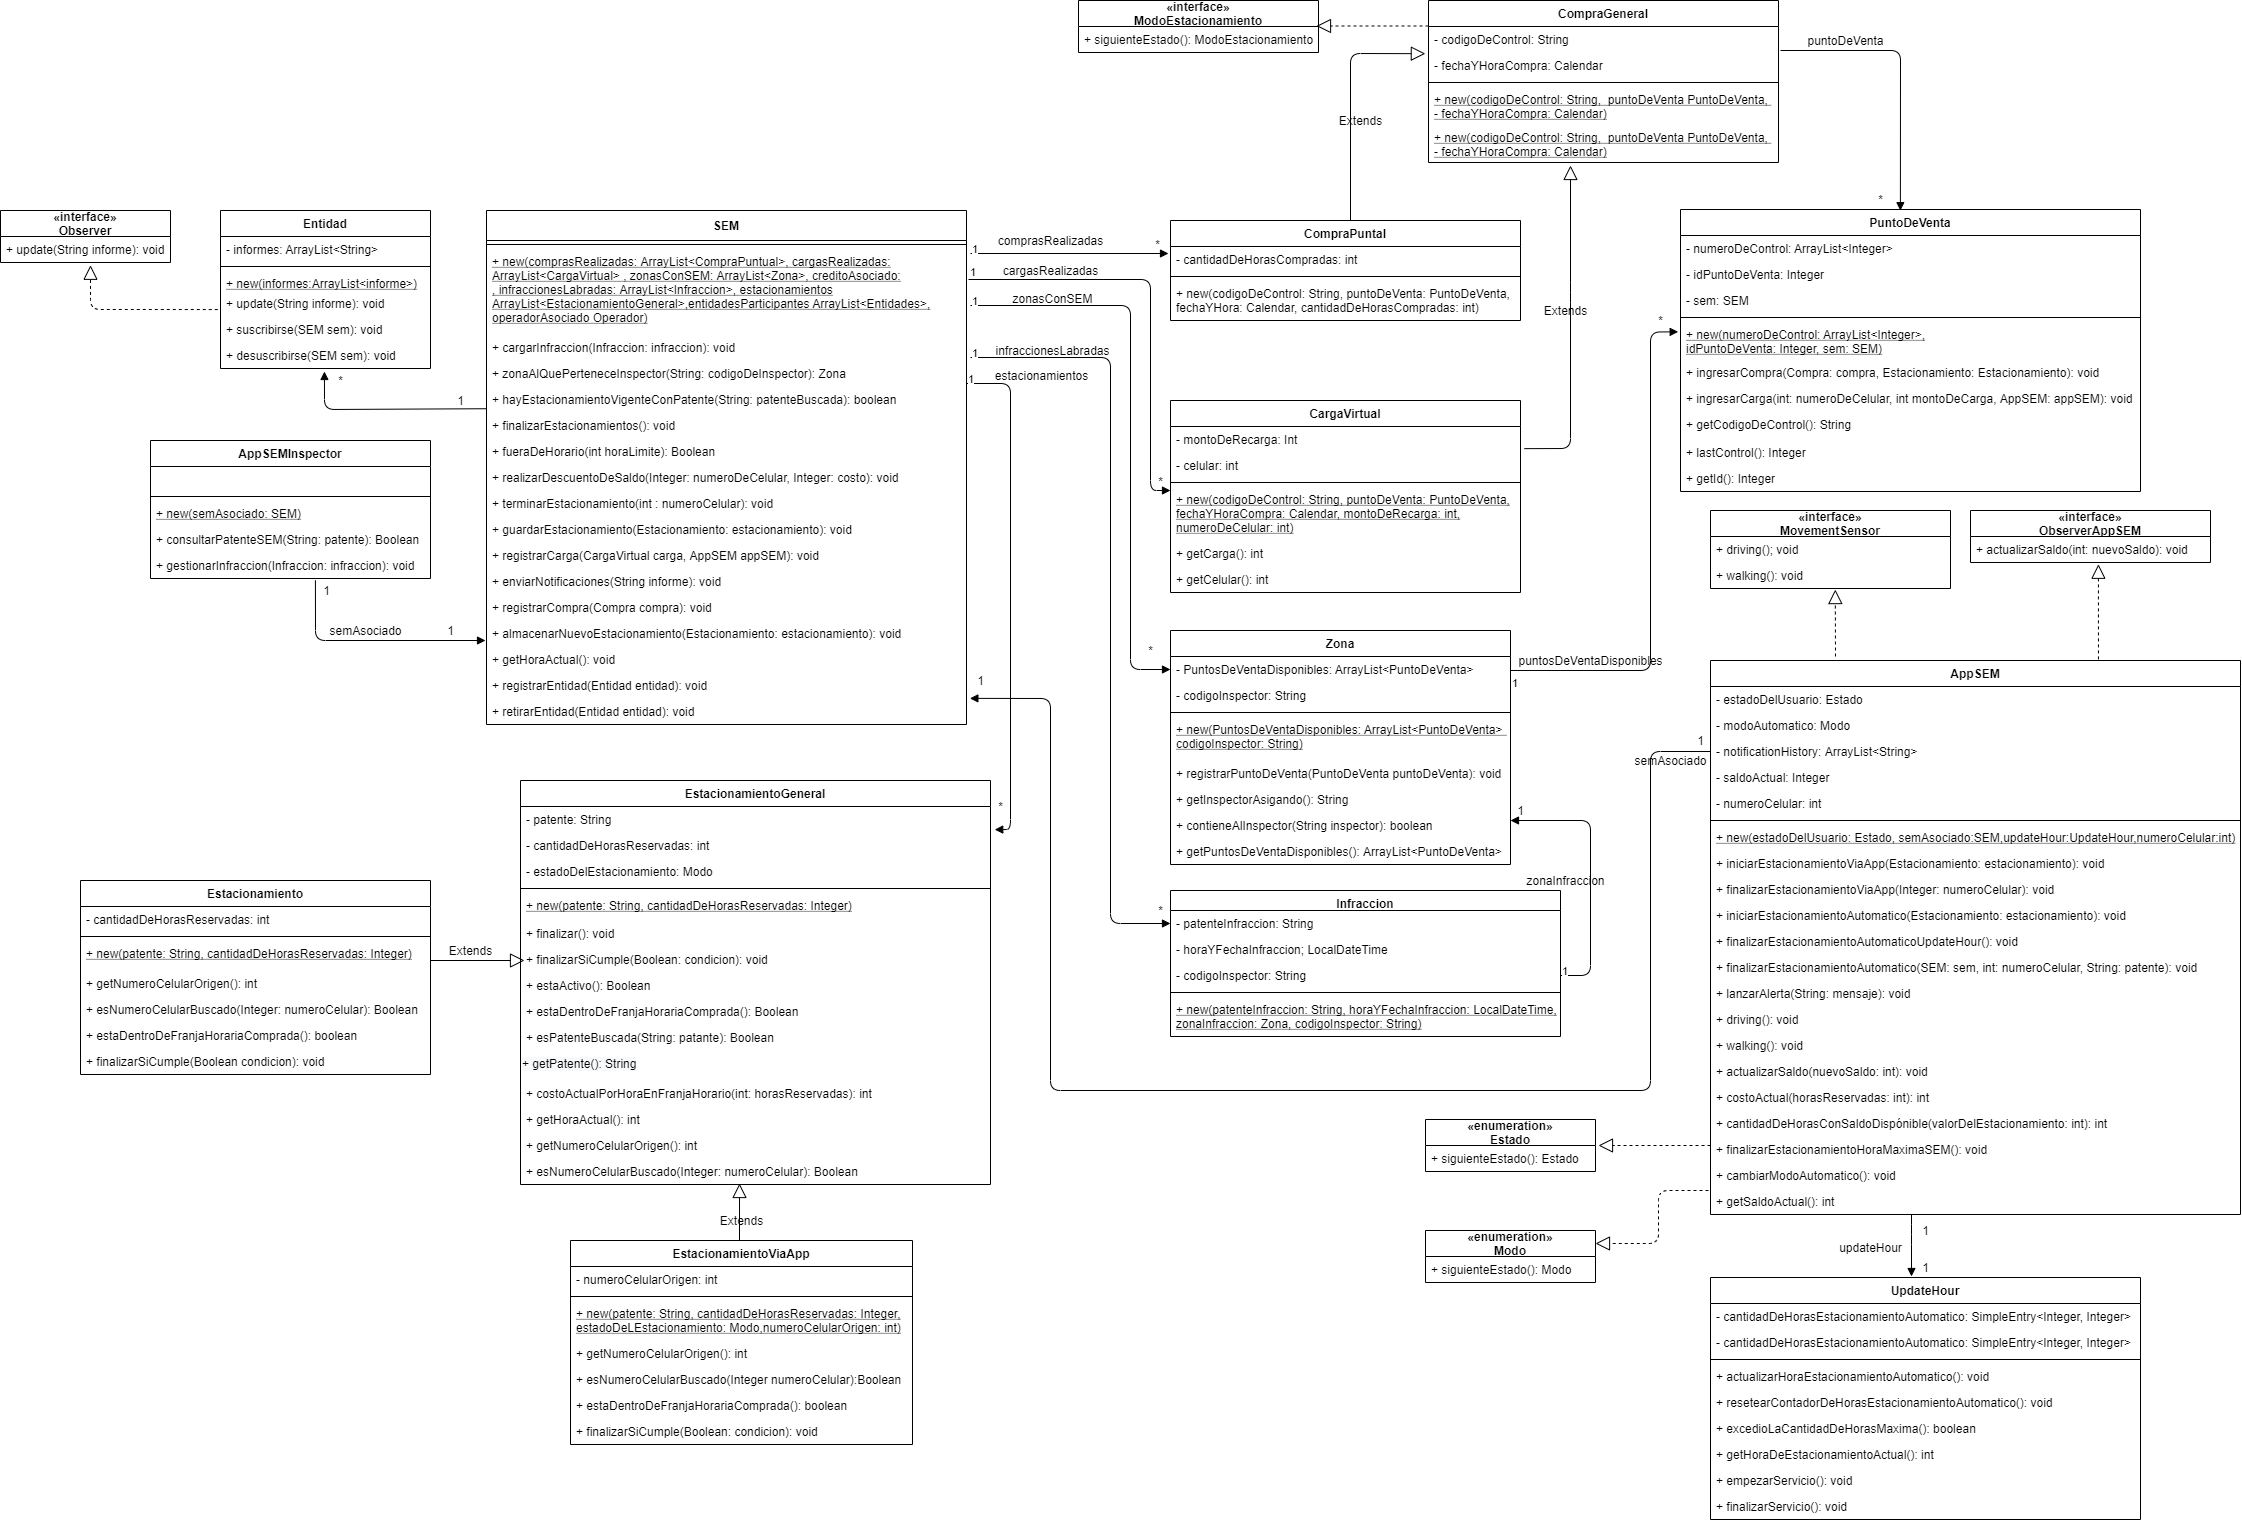 «interface»
ModoEstacionamiento
+ siguienteEstado(): ModoEstacionamiento
CompraGeneral
- codigoDeControl: String
- fechaYHoraCompra: Calendar
+ new(codigoDeControl: String,  puntoDeVenta PuntoDeVenta,
- fechaYHoraCompra: Calendar)
+ new(codigoDeControl: String,  puntoDeVenta PuntoDeVenta,
- fechaYHoraCompra: Calendar)
puntoDeVenta
*
Extends
Extends
«interface»
Observer
+ update(String informe): void
Entidad
- informes: ArrayList<String>
+ new(informes:ArrayList<informe>)
+ update(String informe): void
+ suscribirse(SEM sem): void
+ desuscribirse(SEM sem): void
*
1
SEM
+ new(comprasRealizadas: ArrayList<CompraPuntual>, cargasRealizadas:
ArrayList<CargaVirtual> , zonasConSEM: ArrayList<Zona>, creditoAsociado:
, infraccionesLabradas: ArrayList<Infraccion>, estacionamientos
ArrayList<EstacionamientoGeneral>,entidadesParticipantes ArrayList<Entidades>,
operadorAsociado Operador)
+ cargarInfraccion(Infraccion: infraccion): void
+ zonaAlQuePerteneceInspector(String: codigoDeInspector): Zona
+ hayEstacionamientoVigenteConPatente(String: patenteBuscada): boolean
+ finalizarEstacionamientos(): void
+ fueraDeHorario(int horaLimite): Boolean
+ realizarDescuentoDeSaldo(Integer: numeroDeCelular, Integer: costo): void
+ terminarEstacionamiento(int : numeroCelular): void
+ guardarEstacionamiento(Estacionamiento: estacionamiento): void
+ registrarCarga(CargaVirtual carga, AppSEM appSEM): void
+ enviarNotificaciones(String informe): void
+ registrarCompra(Compra compra): void
+ almacenarNuevoEstacionamiento(Estacionamiento: estacionamiento): void
+ getHoraActual(): void
+ registrarEntidad(Entidad entidad): void
+ retirarEntidad(Entidad entidad): void
.1
comprasRealizadas
*
1
cargasRealizadas
*
.1
zonasConSEM
*
.1
infraccionesLabradas
*
1
estacionamientos
*
CompraPuntal
- cantidadDeHorasCompradas: int
+ new(codigoDeControl: String, puntoDeVenta: PuntoDeVenta,
fechaYHora: Calendar, cantidadDeHorasCompradas: int)
CargaVirtual
- montoDeRecarga: Int
- celular: int
+ new(codigoDeControl: String, puntoDeVenta: PuntoDeVenta,
fechaYHoraCompra: Calendar, montoDeRecarga: int,
numeroDeCelular: int)
+ getCarga(): int
+ getCelular(): int
PuntoDeVenta
- numeroDeControl: ArrayList<Integer>
- idPuntoDeVenta: Integer
- sem: SEM
+ new(numeroDeControl: ArrayList<Integer>,
idPuntoDeVenta: Integer, sem: SEM)
+ ingresarCompra(Compra: compra, Estacionamiento: Estacionamiento): void
+ ingresarCarga(int: numeroDeCelular, int montoDeCarga, AppSEM: appSEM): void
+ getCodigoDeControl(): String
+ lastControl(): Integer
+ getId(): Integer
*
AppSEMInspector
+ new(semAsociado: SEM)
+ consultarPatenteSEM(String: patente): Boolean
+ gestionarInfraccion(Infraccion: infraccion): void
1
semAsociado
1
«interface»
MovementSensor
+ driving(); void
+ walking(): void
«interface»
ObserverAppSEM
+ actualizarSaldo(int: nuevoSaldo): void
Zona
- PuntosDeVentaDisponibles: ArrayList<PuntoDeVenta>
- codigoInspector: String
+ new(PuntosDeVentaDisponibles: ArrayList<PuntoDeVenta>
codigoInspector: String)
+ registrarPuntoDeVenta(PuntoDeVenta puntoDeVenta): void
+ getInspectorAsigando(): String
+ contieneAlInspector(String inspector): boolean
+ getPuntosDeVentaDisponibles(): ArrayList<PuntoDeVenta>
puntosDeVentaDisponibles
1
1
semAsociado
1
AppSEM
- estadoDelUsuario: Estado
- modoAutomatico: Modo
- notificationHistory: ArrayList<String>
- saldoActual: Integer
- numeroCelular: int
+ new(estadoDelUsuario: Estado, semAsociado:SEM,updateHour:UpdateHour,numeroCelular:int)
+ iniciarEstacionamientoViaApp(Estacionamiento: estacionamiento): void
+ finalizarEstacionamientoViaApp(Integer: numeroCelular): void
+ iniciarEstacionamientoAutomatico(Estacionamiento: estacionamiento): void
+ finalizarEstacionamientoAutomaticoUpdateHour(): void
+ finalizarEstacionamientoAutomatico(SEM: sem, int: numeroCelular, String: patente): void
+ lanzarAlerta(String: mensaje): void
+ driving(): void
+ walking(): void
+ actualizarSaldo(nuevoSaldo: int): void
+ costoActual(horasReservadas: int): int
+ cantidadDeHorasConSaldoDispónible(valorDelEstacionamiento: int): int
+ finalizarEstacionamientoHoraMaximaSEM(): void
+ cambiarModoAutomatico(): void
+ getSaldoActual(): int
EstacionamientoGeneral
- patente: String
- cantidadDeHorasReservadas: int
- estadoDelEstacionamiento: Modo
+ new(patente: String, cantidadDeHorasReservadas: Integer)
+ finalizar(): void
+ finalizarSiCumple(Boolean: condicion): void
+ estaActivo(): Boolean
+ estaDentroDeFranjaHorariaComprada(): Boolean
+ esPatenteBuscada(String: patante): Boolean
+ getPatente(): String
+ costoActualPorHoraEnFranjaHorario(int: horasReservadas): int
+ getHoraActual(): int
+ getNumeroCelularOrigen(): int
+ esNumeroCelularBuscado(Integer: numeroCelular): Boolean
Estacionamiento
- cantidadDeHorasReservadas: int
+ new(patente: String, cantidadDeHorasReservadas: Integer)
+ getNumeroCelularOrigen(): int
+ esNumeroCelularBuscado(Integer: numeroCelular): Boolean
+ estaDentroDeFranjaHorariaComprada(): boolean
+ finalizarSiCumple(Boolean condicion): void
Extends
1
zonaInfraccion
.1
Infraccion
- patenteInfraccion: String
- horaYFechaInfraccion; LocalDateTime
- codigoInspector: String
+ new(patenteInfraccion: String, horaYFechaInfraccion: LocalDateTime,
zonaInfraccion: Zona, codigoInspector: String)
«enumeration»
Estado
+ siguienteEstado(): Estado
«enumeration»
Modo
+ siguienteEstado(): Modo
Extends
EstacionamientoViaApp
- numeroCelularOrigen: int
+ new(patente: String, cantidadDeHorasReservadas: Integer,
estadoDeLEstacionamiento: Modo,numeroCelularOrigen: int)
+ getNumeroCelularOrigen(): int
+ esNumeroCelularBuscado(Integer numeroCelular):Boolean
+ estaDentroDeFranjaHorariaComprada(): boolean
+ finalizarSiCumple(Boolean: condicion): void
1
updateHour
1
UpdateHour
- cantidadDeHorasEstacionamientoAutomatico: SimpleEntry<Integer, Integer>
- cantidadDeHorasEstacionamientoAutomatico: SimpleEntry<Integer, Integer>
+ actualizarHoraEstacionamientoAutomatico(): void
+ resetearContadorDeHorasEstacionamientoAutomatico(): void
+ excedioLaCantidadDeHorasMaxima(): boolean
+ getHoraDeEstacionamientoActual(): int
+ empezarServicio(): void
+ finalizarServicio(): void